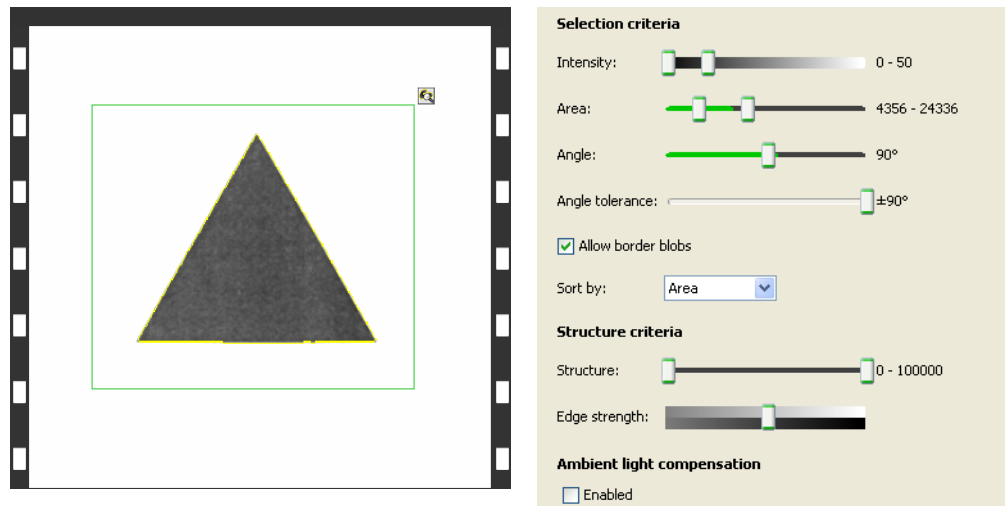 Selection criteria
Intensity: 0 - 50
Area: 4356 - 24336
Angle: 90°
Angle tolerance: ±90°
Allow border blobs
Sort by: Area
Structure criteria
Structure: 0 - 100000
Edge strength:
Ambient light compensation
Enabled